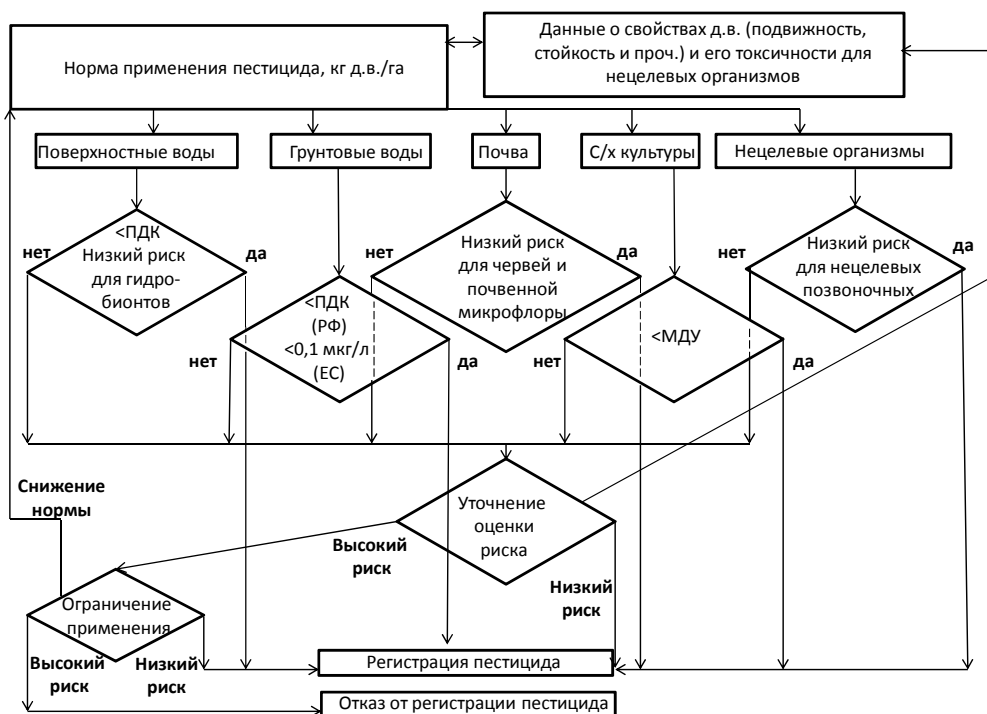 Норма применения пестицида, кг д.в./га
Данные о свойствах д.в. (подвижность,
стойкость и проч.) и его токсичности для
нецелевых организмов
Поверхностные воды
Грунтовые воды
Почва
С/х культуры
Нецелевые организмы
нет
<ПДК
Низкий риск
для гидро-
бионтов
да
нет
<ПДК
(РФ)
<0,1 мкг/л
(ЕС)
да
нет
Низкий риск
для червей и
почвенной
микрофлоры
да
нет
<МДУ
да
нет
Низкий риск
для нецелевых
позвоночных
да
Снижение
нормы
Уточнение
оценки
риска
Высокий
риск
Низкий
риск
Ограничение
применения
Высокий
риск
Низкий
риск
Регистрация пестицида
Отказ от регистрации пестицида